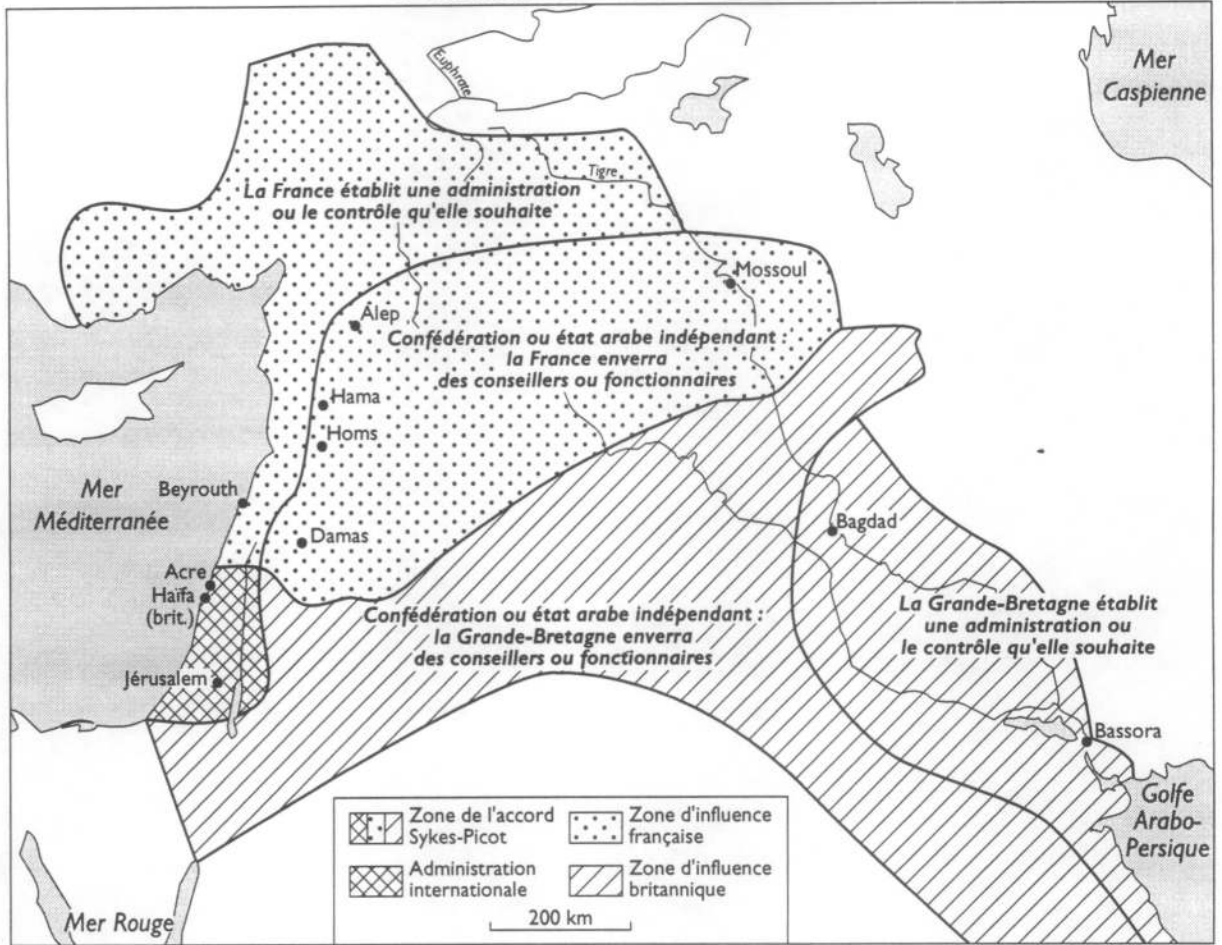 Euphrate
Mer
Caspienne
Tigre
La France établit une administration
ou le contrôle qu'elle souhaite
Mossoul
Alep
Confédération ou état arabe indépendant :
la France enverra
des conseillers ou fonctionnaires
Hama
Homs
Mer
Méditerranée
Beyrouth
Damas
Bagdad
Acre
Haïfa
(brit.)
Jérusalem
Confédération ou état arabe indépendant :
la Grande-Bretagne enverra
des conseillers ou fonctionnaires
La Grande-Bretagne établit
une administration ou
le contrôle qu'elle souhaite
Bassora
Golfe
Arabo-
Persique
Mer Rouge
Zone de l'accord
Sykes-Picot
Zone d'influence
française
Administration
internationale
Zone d'influence
britannique
200 km